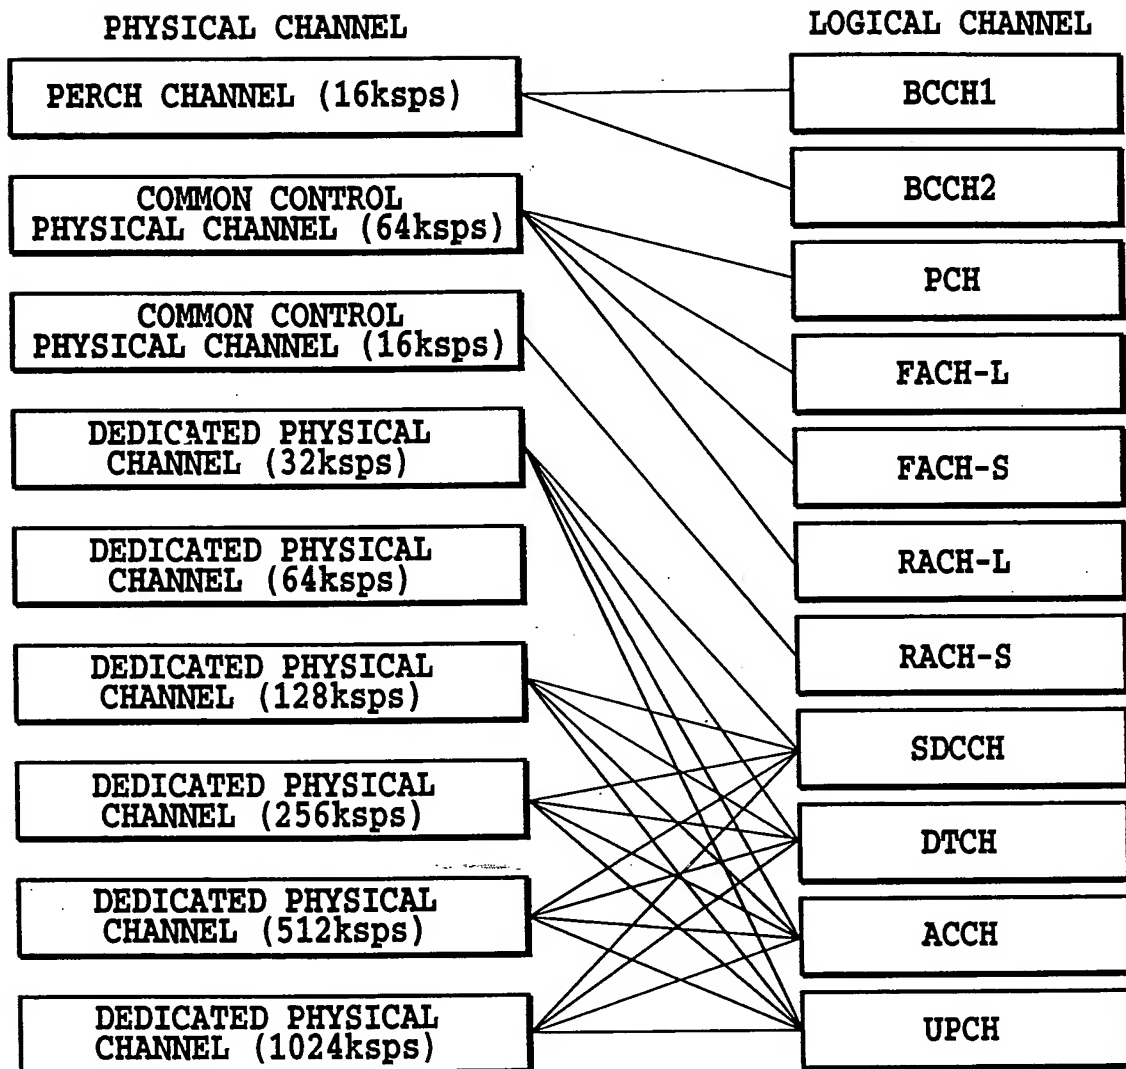 PHYSICAL CHANNEL
PERCH CHANNEL (16ksps)
COMMON CONTROL
PHYSICAL CHANNEL (64ksps)
COMMON CONTROL
PHYSICAL CHANNEL (16ksps)
DEDICATED PHYSICAL
CHANNEL (32ksps)
DEDICATED PHYSICAL
CHANNEL (64ksps)
DEDICATED PHYSICAL
CHANNEL (128ksps)
DEDICATED PHYSICAL
CHANNEL (256ksps)
DEDICATED PHYSICAL
CHANNEL (512ksps)
DEDICATED PHYSICAL
CHANNEL (1024ksps)
LOGICAL CHANNEL
BCCH1
BCCH2
PCH
FACH-L
FACH-S
RACH-L
RACH-S
SDCCH
DTCH
ACCH
UPCH